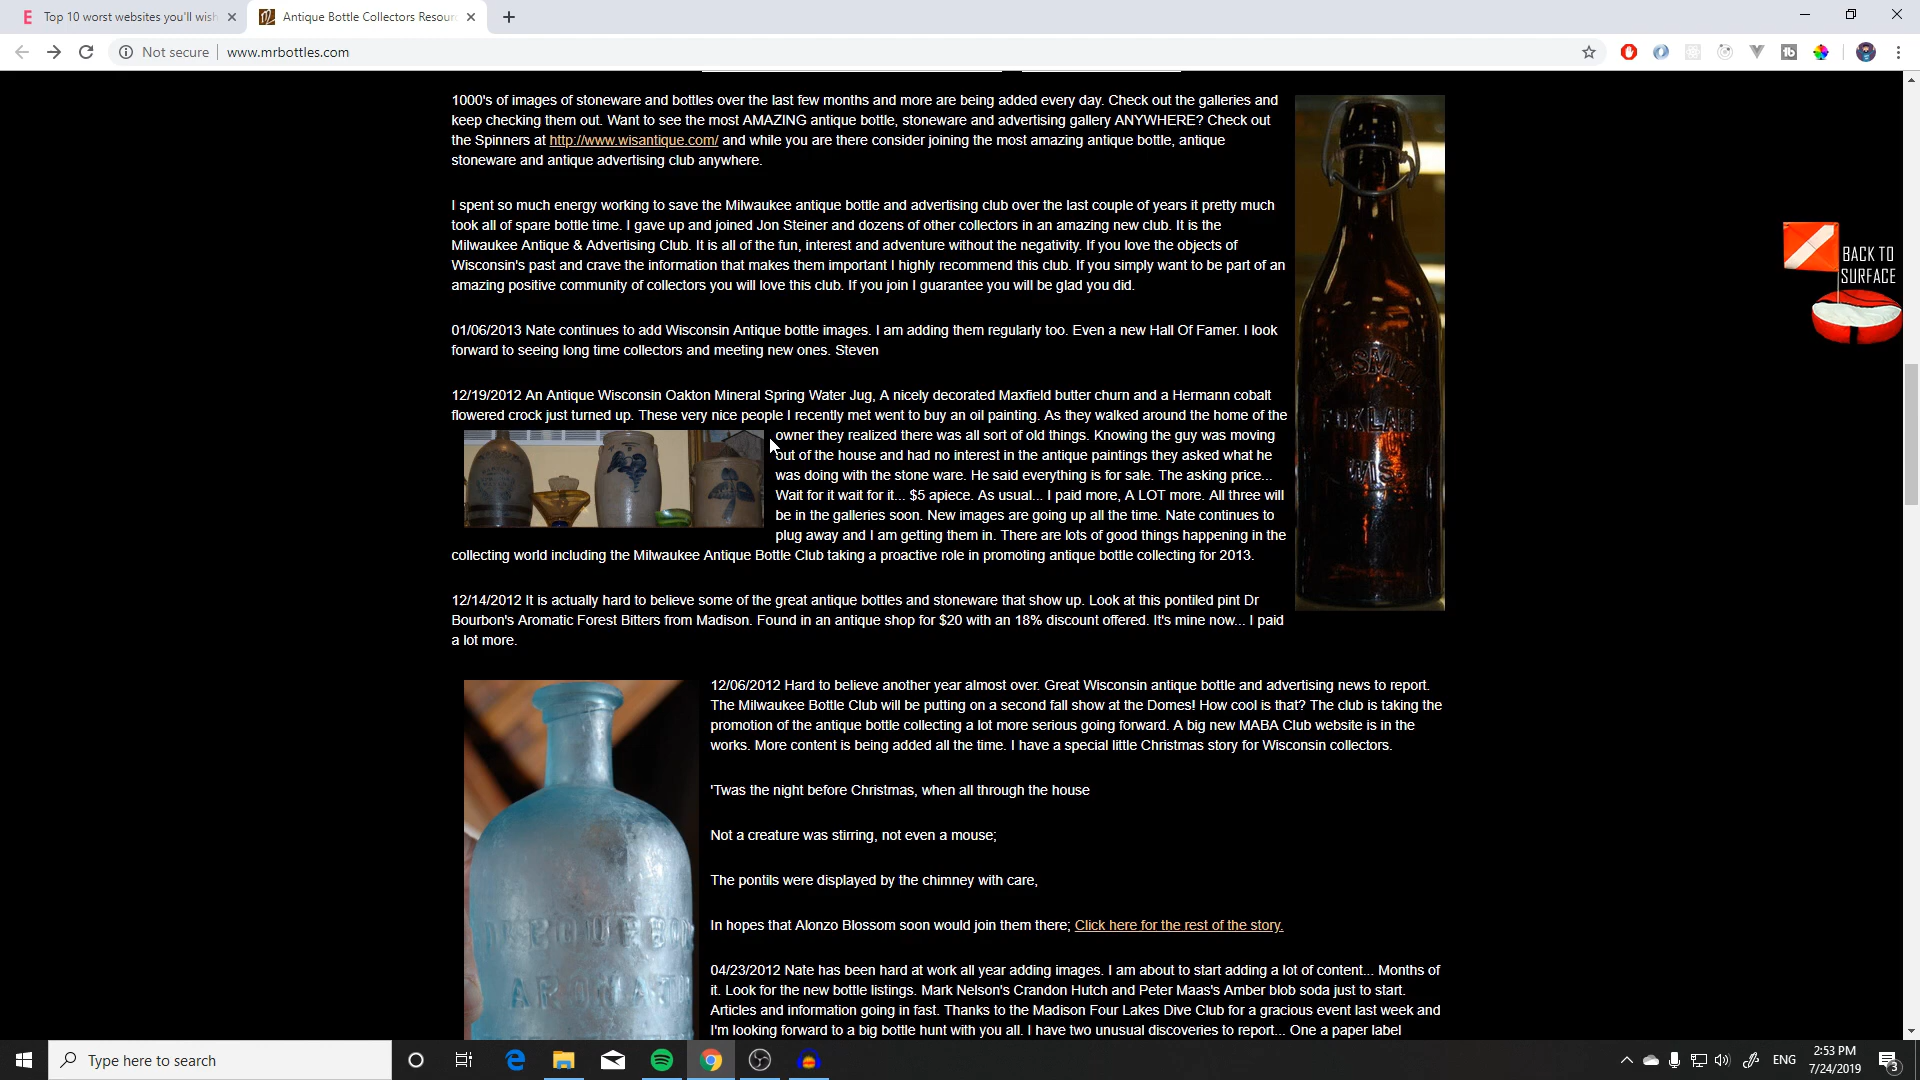 Top 10 worst websites you'll wish
Antique Bottle Collectors Resour
Not secure
www.mrbottles.com
1000's of images of stoneware and bottles over the last few months and more are being added every day. Check out the galleries and
keep checking them out. Want to see the most AMAZING antique bottle, stoneware and advertising gallery ANYWHERE? Check out
the Spinners at http://www.wisantique.com/ and while you are there consider joining the most amazing antique bottle, antique
stoneware and antique advertising club anywhere.
I spent so much energy working to save the Milwaukee antique bottle and advertising club over the last couple of years it pretty much
took all of spare bottle time. I gave up and joined Jon Steiner and dozens of other collectors in an amazing new club. It is the
Milwaukee Antique & Advertising Club. It is all of the fun, interest and adventure without the negativity. If you love the objects of
Wisconsin's past and crave the information that makes them important I highly recommend this club. If you simply want to be part of an
amazing positive community of collectors you will love this club. If you join I guarantee you will be glad you did.
BACK TO
SURFACE
01/06/2013 Nate continues to add Wisconsin Antique bottle images. I am adding them regularly too. Even a new Hall Of Famer. I look
forward to seeing long time collectors and meeting new ones. Steven
12/19/2012 An Antique Wisconsin Oakton Mineral Spring Water Jug, A nicely decorated Maxfield butter churn and a Hermann cobalt
flowered crock just turned up. These very nice people I recently met went to buy an oil painting. As they walked around the home of the
owner they realized there was all sort of old things. Knowing the guy was moving
out of the house and had no interest in the antique paintings they asked what he
was doing with the stone ware. He said everything is for sale. The asking price...
Wait for it wait for it... $5 apiece. As usual... I paid more, A LOT more. All three will
be in the galleries soon. New images are going up all the time. Nate continues to
plug away and I am getting them in. There are lots of good things happening in the
collecting world including the Milwaukee Antique Bottle Club taking a proactive role in promoting antique bottle collecting for 2013.
WIS.
12/14/2012 It is actually hard to believe some of the great antique bottles and stoneware that show up. Look at this pontiled pint Dr
Bourbon's Aromatic Forest Bitters from Madison. Found in an antique shop for $20 with an 18% discount offered. It's mine now... I paid
a lot more.
12/06/2012 Hard to believe another year almost over. Great Wisconsin antique bottle and advertising news to report.
The Milwaukee Bottle Club will be putting on a second fall show at the Domes! How cool is that? The club is taking the
promotion of the antique bottle collecting a lot more serious going forward. A big new MABA Club website is in the
works. More content is being added all the time. I have a special little Christmas story for Wisconsin collectors.
'Twas the night before Christmas, when all through the house
Not a creature was stirring, not even a mouse;
The pontils were displayed by the chimney with care,
In hopes that Alonzo Blossom soon would join them there; Click here for the rest of the story.
04/23/2012 Nate has been hard at work all year adding images. I am about to start adding a lot of content... Months of
it. Look for the new bottle listings. Mark Nelson's Crandon Hutch and Peter Maas's Amber blob soda just to start.
Articles and information going in fast. Thanks to the Madison Four Lakes Dive Club for a gracious event last week and
I'm looking forward to a big bottle hunt with you all. I have two unusual discoveries to report... One a paper label
BOURBON
AROMATI
Type here to search
ENG
2:53 PM
7/24/2019
3